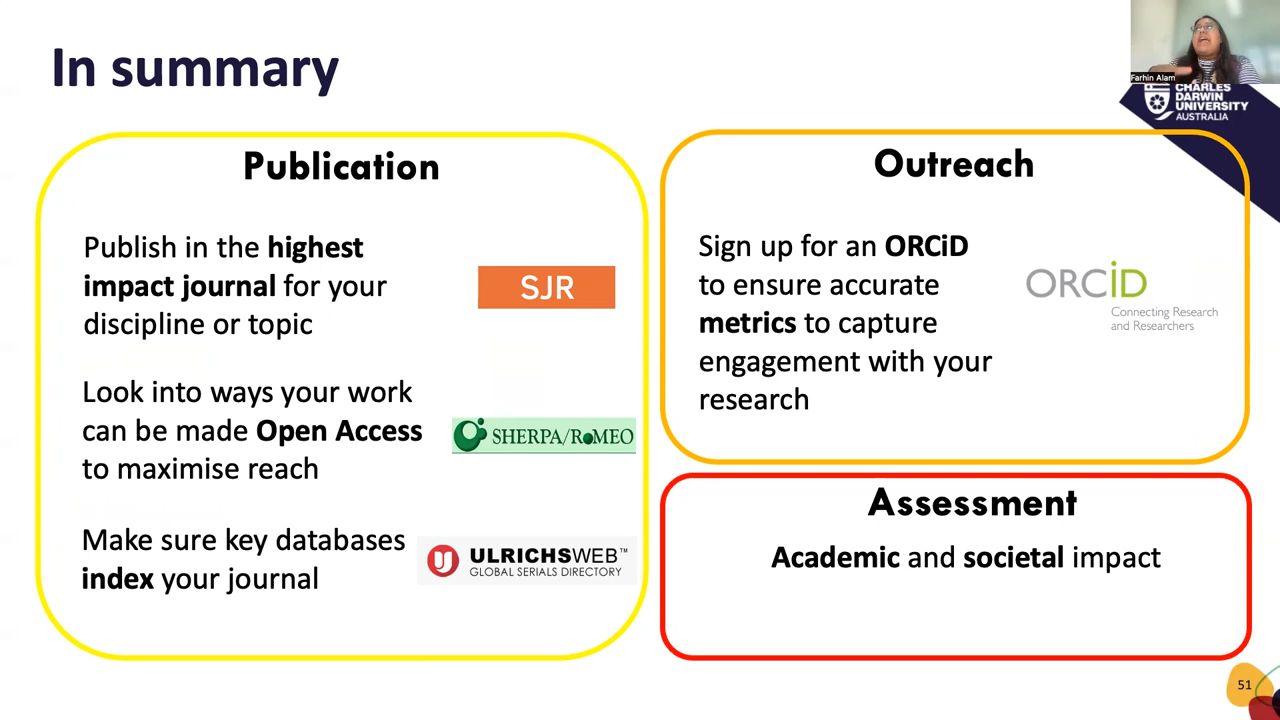 In summary
Farhin Alam
CHARLES
DARWIN
UNIVERSITY
AUSTRALIA
Publication
Publish in the highest
impact journal for your
discipline or topic
SJR
Look into ways your work
can be made Open Access
to maximise reach
SHERPA/RoMEO
Make sure key databases
index your journal
ULRICHSWEB™
GLOBAL SERIALS DIRECTORY
Outreach
Sign up for an ORCiD
to ensure accurate
metrics to capture
engagement with your
research
ORCiD
Connecting Research
and Researchers
Assessment
Academic and societal impact
51